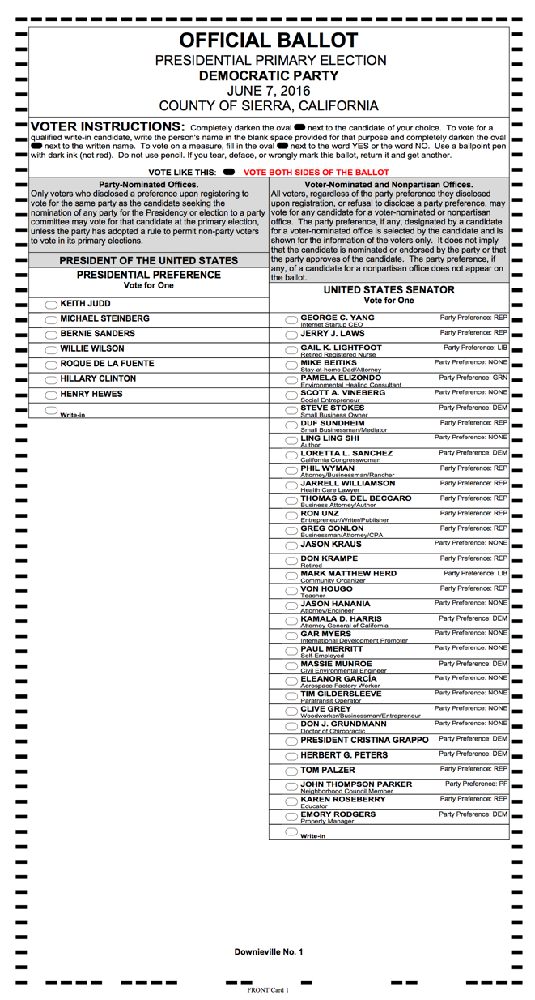 OFFICIAL BALLOT
PRESIDENTIAL PRIMARY ELECTION
DEMOCRATIC PARTY
JUNE 7, 2016
COUNTY OF SIERRA, CALIFORNIA
VOTER INSTRUCTIONS: Completely darken the oval next to the candidate of your choice. To vote for a
qualified write-in candidate, write the person's name in the blank space provided for that purpose and completely darken the oval
next to the written name. To vote on a measure, fill in the oval next to the word YES or the word NO. Use a ballpoint pen
with dark ink (not red). Do not use pencil. If you tear, deface, or wrongly mark this ballot, return it and get another.
VOTE LIKE THIS: VOTE BOTH SIDES OF THE BALLOT
Party-Nominated Offices.
Only voters who disclosed a preference upon registering to
vote for the same party as the candidate seeking the
nomination of any party for the Presidency or election to a party
committee may vote for that candidate at the primary election,
unless the party has adopted a rule to permit non-party voters
to vote in its primary elections.
PRESIDENT OF THE UNITED STATES
PRESIDENTIAL PREFERENCE
Vote for One
KEITH JUDD
MICHAEL STEINBERG
BERNIE SANDERS
WILLIE WILSON
ROQUE DE LA FUENTE
HILLARY CLINTON
HENRY HEWES
Write-in
Voter-Nominated and Nonpartisan Offices.
All voters, regardless of the party preference they disclosed
upon registration, or refusal to disclose a party preference, may
vote for any candidate for a voter-nominated or nonpartisan
office. The party preference, if any, designated by a candidate
for a voter-nominated office is selected by the candidate and is
shown for the information of the voters only. It does not imply
that the candidate is nominated or endorsed by the party or that
the party approves of the candidate. The party preference, if
any, of a candidate for a nonpartisan office does not appear on
the ballot.
UNITED STATES SENATOR
Vote for One
GEORGE C. YANG Party Preference: REP
Internet Startup CEO
JERRY J. LAWS Party Preference: REP
GAIL K. LIGHTFOOT Party Preference: LIB
Retired Registered Nurse
MIKE BEITIKS Party Preference: NONE
Stay-at-home Dad/Attorney
PAMELA ELIZONDO Party Preference: GRN
Environmental Healing Consultant
SCOTT A. VINEBERG Party Preference: NONE
Social Entrepreneur
STEVE STOKES Party Preference: DEM
Small Business Owner
DUF SUNDHEIM Party Preference: REP
Small Businessman/Mediator
LING LING SHI Party Preference: NONE
Author
LORETTA L. SANCHEZ Party Preference: DEM
California Congresswoman
PHIL WYMAN Party Preference: REP
Attorney/Businessman/Rancher
JARRELL WILLIAMSON Party Preference: REP
Health Care Lawyer
THOMAS G. DEL BECCARO Party Preference: REP
Business Attorney/Author
RON UNZ Party Preference: REP
Entrepreneur/Writer/Publisher
GREG CONLON Party Preference: REP
Businessman/Attorney/CPA
JASON KRAUS Party Preference: NONE
DON KRAMPE Party Preference: REP
Retired
MARK MATTHEW HERD Party Preference: LIB
Community Organizer
VON HOUGO Party Preference: REP
Teacher
JASON HANANIA Party Preference: NONE
Attorney/Engineer
KAMALA D. HARRIS Party Preference: DEM
Attorney General of California
GAR MYERS Party Preference: NONE
International Development Promoter
PAUL MERRITT Party Preference: NONE
Self-Employed
MASSIE MUNROE Party Preference: DEM
Civil Environmental Engineer
ELEANOR GARCÍA Party Preference: NONE
Aerospace Factory Worker
TIM GILDERSLEEVE Party Preference: NONE
Paratransit Operator
CLIVE GREY Party Preference: NONE
Woodworker/Businessman/Entrepreneur
DON J. GRUNDMANN Party Preference: NONE
Doctor of Chiropractic
PRESIDENT CRISTINA GRAPPO Party Preference: DEM
HERBERT G. PETERS Party Preference: DEM
TOM PALZER Party Preference: REP
JOHN THOMPSON PARKER Party Preference: PF
Neighborhood Council Member
KAREN ROSEBERRY Party Preference: REP
Educator
EMORY RODGERS Party Preference: DEM
Property Manager
Write-in
Downieville No. 1
FRONT Card 1